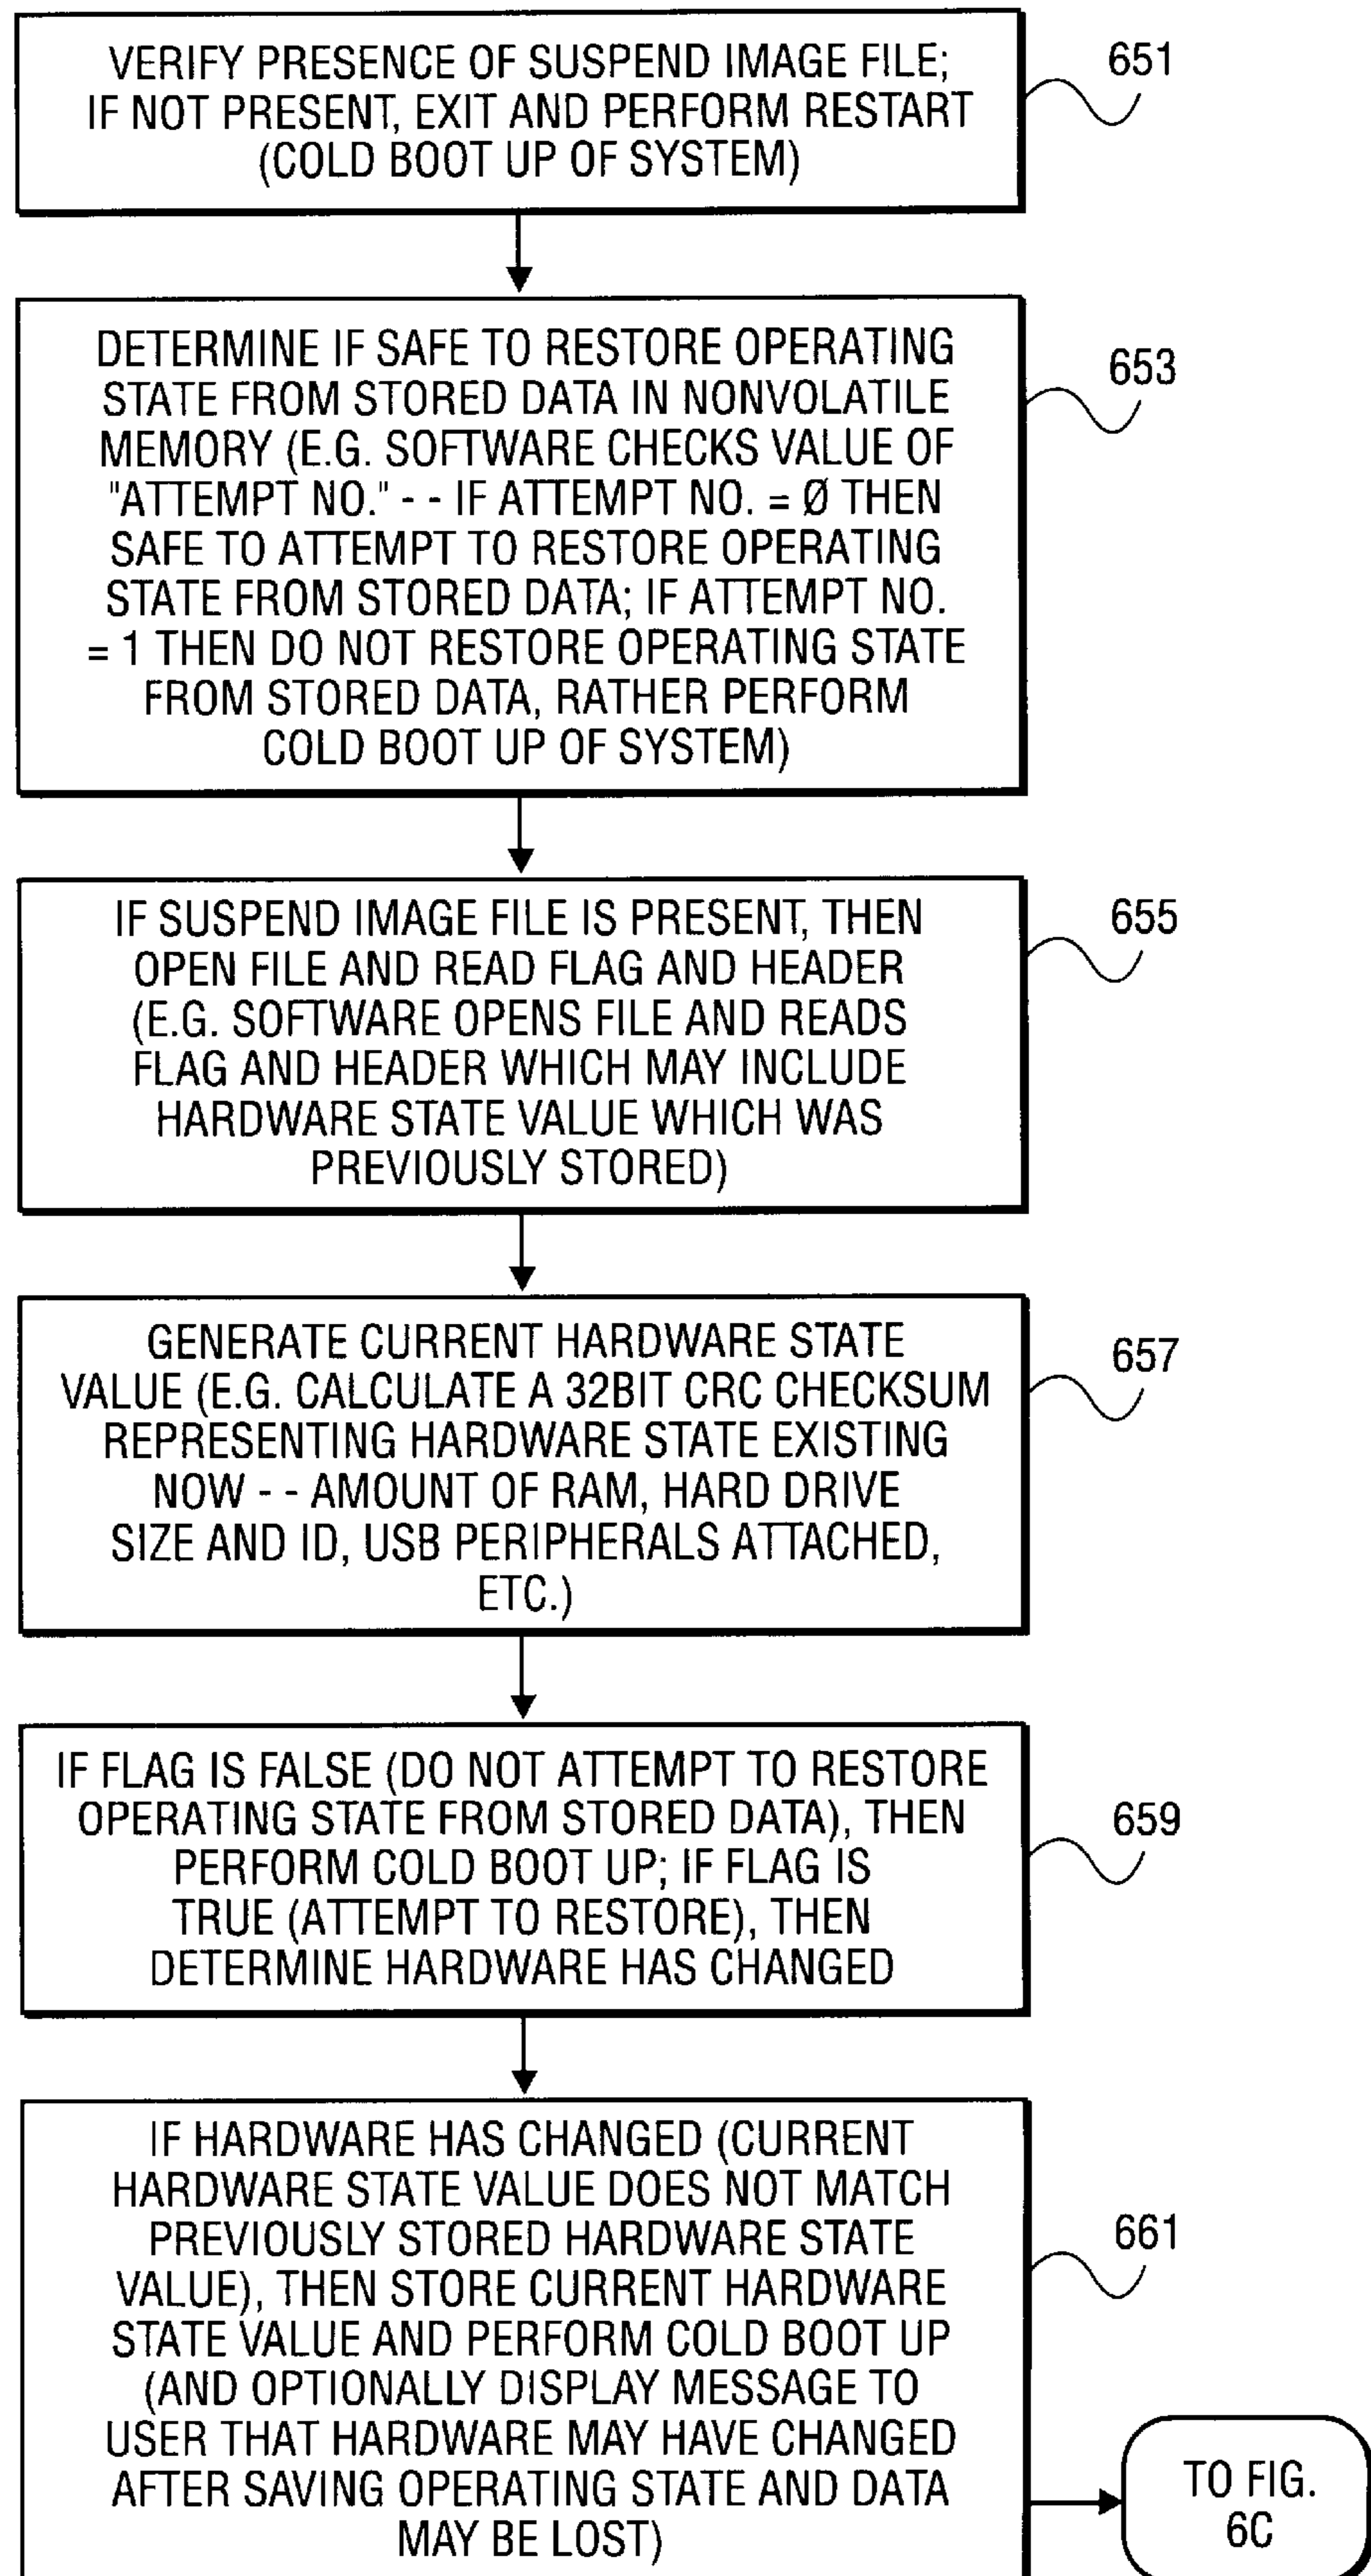 VERIFY PRESENCE OF SUSPEND IMAGE FILE;
IF NOT PRESENT, EXIT AND PERFORM RESTART
(COLD BOOT UP OF SYSTEM)
651
DETERMINE IF SAFE TO RESTORE OPERATING
STATE FROM STORED DATA IN NONVOLATILE
MEMORY (E.G. SOFTWARE CHECKS VALUE OF
"ATTEMPT NO." - - IF ATTEMPT NO. = Ø THEN
SAFE TO ATTEMPT TO RESTORE OPERATING
STATE FROM STORED DATA; IF ATTEMPT NO.
= 1 THEN DO NOT RESTORE OPERATING STATE
FROM STORED DATA, RATHER PERFORM
COLD BOOT UP OF SYSTEM)
653
IF SUSPEND IMAGE FILE IS PRESENT, THEN
OPEN FILE AND READ FLAG AND HEADER
(E.G. SOFTWARE OPENS FILE AND READS
FLAG AND HEADER WHICH MAY INCLUDE
HARDWARE STATE VALUE WHICH WAS
PREVIOUSLY STORED)
655
GENERATE CURRENT HARDWARE STATE
VALUE (E.G. CALCULATE A 32BIT CRC CHECKSUM
REPRESENTING HARDWARE STATE EXISTING
NOW - - AMOUNT OF RAM, HARD DRIVE
SIZE AND ID, USB PERIPHERALS ATTACHED,
ETC.)
657
IF FLAG IS FALSE (DO NOT ATTEMPT TO RESTORE
OPERATING STATE FROM STORED DATA), THEN
PERFORM COLD BOOT UP; IF FLAG IS
TRUE (ATTEMPT TO RESTORE), THEN
DETERMINE HARDWARE HAS CHANGED
659
IF HARDWARE HAS CHANGED (CURRENT
HARDWARE STATE VALUE DOES NOT MATCH
PREVIOUSLY STORED HARDWARE STATE
VALUE), THEN STORE CURRENT HARDWARE
STATE VALUE AND PERFORM COLD BOOT UP
(AND OPTIONALLY DISPLAY MESSAGE TO
USER THAT HARDWARE MAY HAVE CHANGED
AFTER SAVING OPERATING STATE AND DATA
MAY BE LOST)
661
TO FIG.
6C